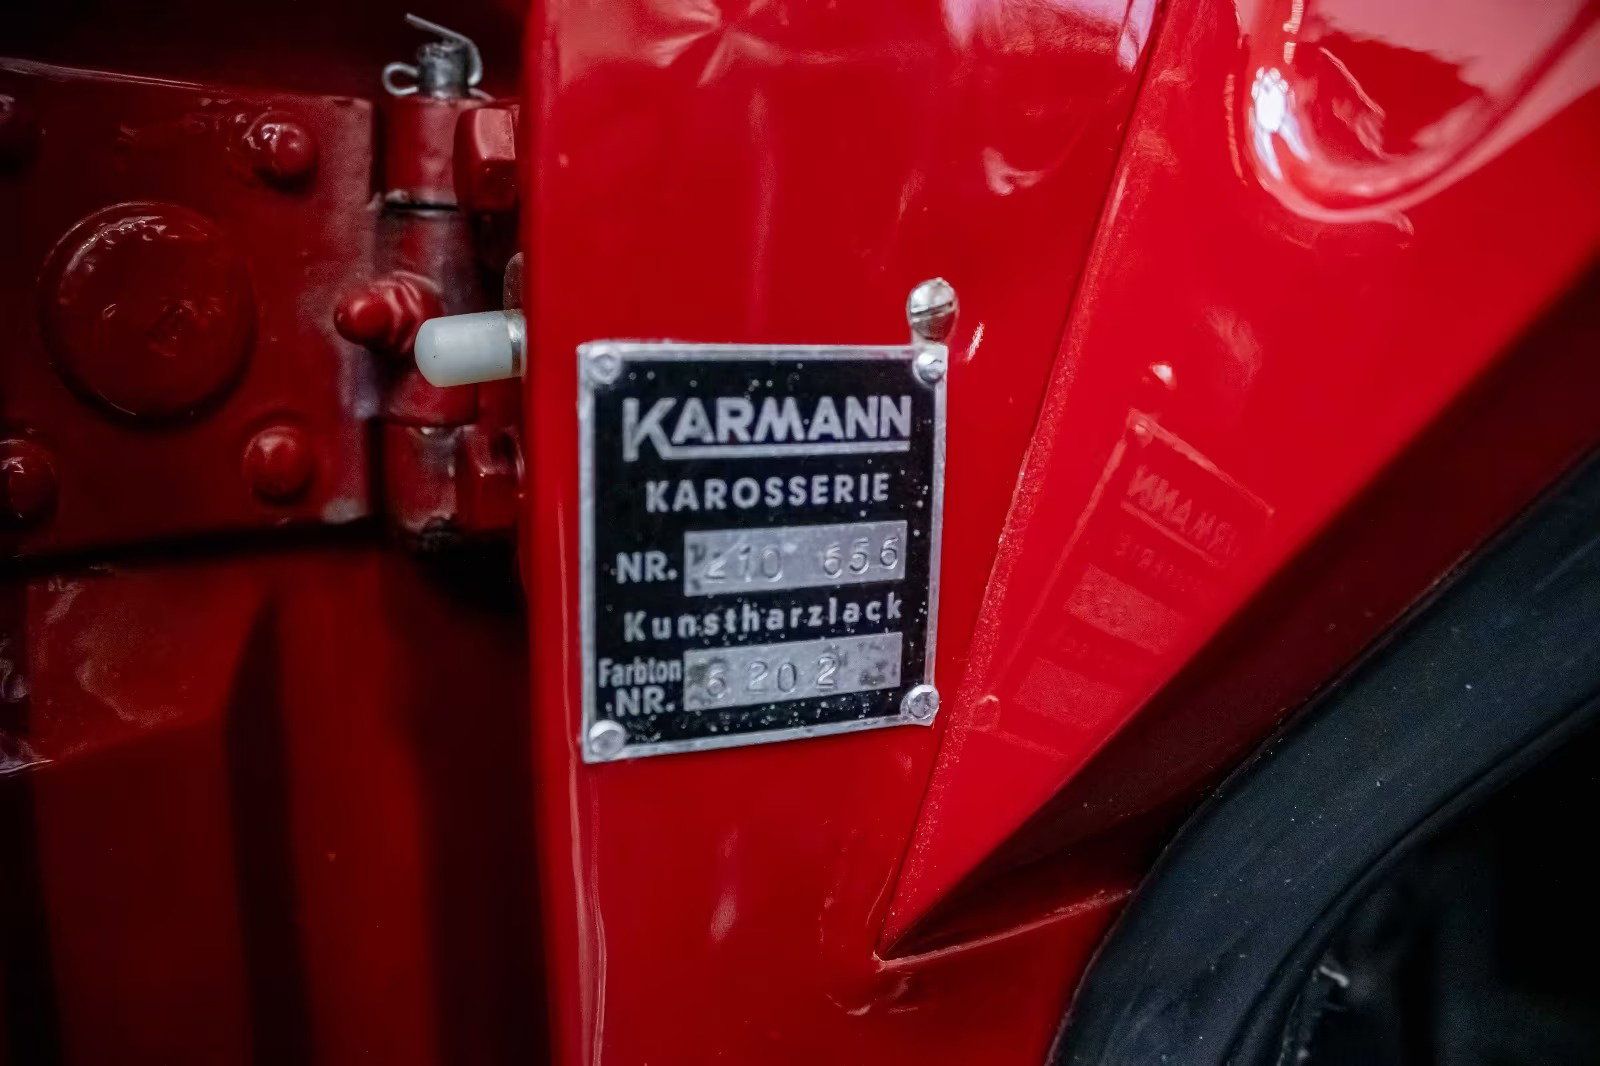 KARMANN
KAROSSERIE
NR. 210 656
Kunstharzlack
Farbton
NR. 6202